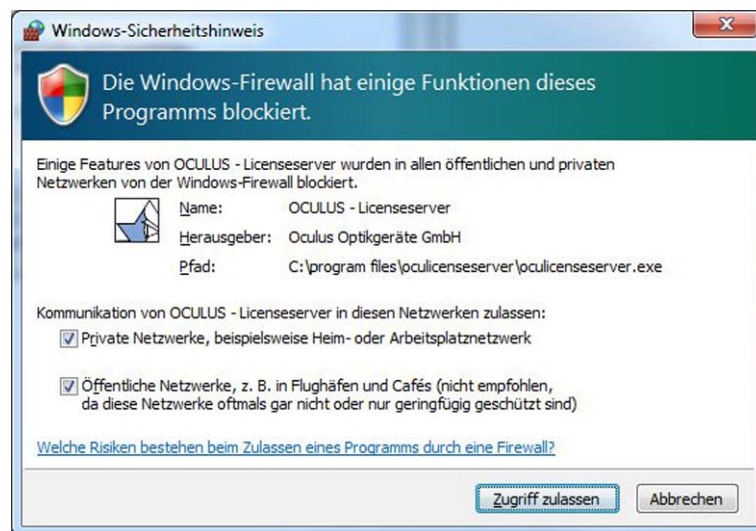 Windows-Sicherheitshinweis
Die Windows-Firewall hat einige Funktionen dieses
Programms blockiert.
Einige Features von OCULUS - Licenseserver wurden in allen öffentlichen und privaten
Netzwerken von der Windows-Firewall blockiert.
Name: OCULUS - Licenseserver
Herausgeber: Oculus Optikgeräte GmbH
Pfad: C:\program files\oculicenseserver\oculicenseserver.exe
Kommunikation von OCULUS - Licenseserver in diesen Netzwerken zulassen:
Private Netzwerke, beispielsweise Heim- oder Arbeitsplatznetzwerk
Öffentliche Netzwerke, z. B. in Flughäfen und Cafés (nicht empfohlen,
da diese Netzwerke oftmals gar nicht oder nur geringfügig geschützt sind)
Welche Risiken bestehen beim Zulassen eines Programms durch eine Firewall?
Zugriff zulassen Abbrechen